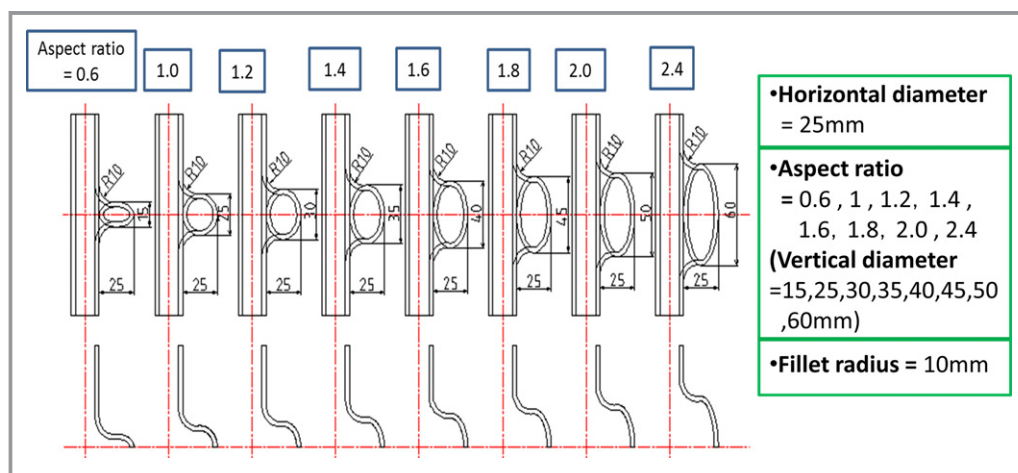 Aspect ratio
= 0.6
1.0
1.2
1.4
1.6
1.8
2.0
2.4
R10
R10
R10
R10
R10
R10
R10
R10
15
25
30
35
40
45
50
60
25
25
25
25
25
25
25
25
•Horizontal diameter
= 25mm
•Aspect ratio
= 0.6 , 1 , 1.2, 1.4 ,
1.6, 1.8, 2.0 , 2.4
(Vertical diameter
=15,25,30,35,40,45,50
,60mm)
•Fillet radius = 10mm